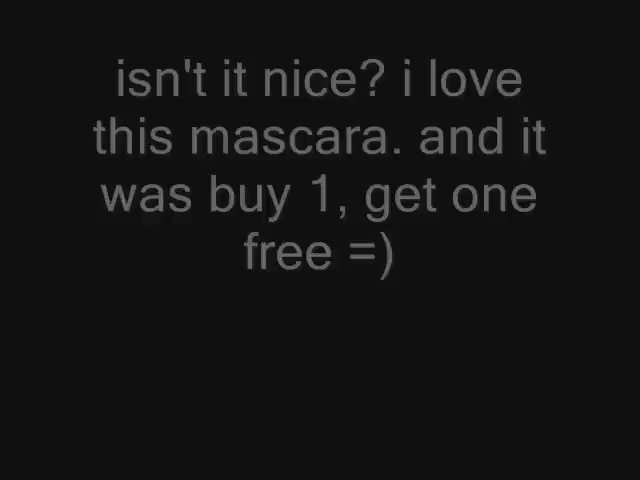 isn't it nice? i love
this mascara. and it
was buy 1, get one
free =)